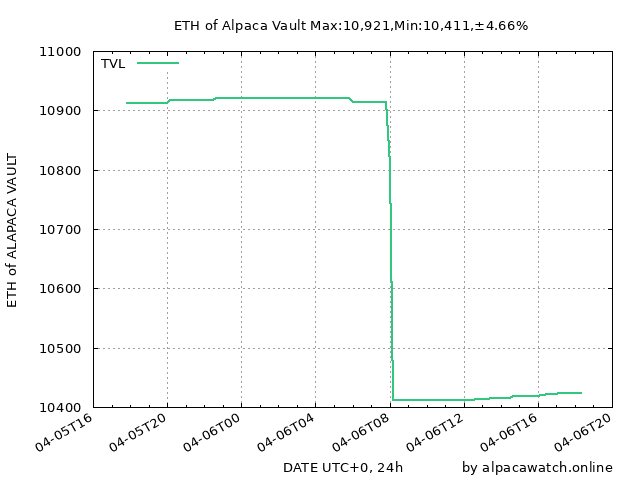 ETH of Alpaca Vault Max:10,921,Min:10,411,±4.66%
TVL
11000
10900
10800
10700
10600
10500
10400
ETH of ALAPACA VAULT
04-05T16
04-05T20
04-06T00
04-06T04
04-06T08
04-06T12
04-06T16
04-06T20
DATE UTC+0, 24h
by alpacawatch.online